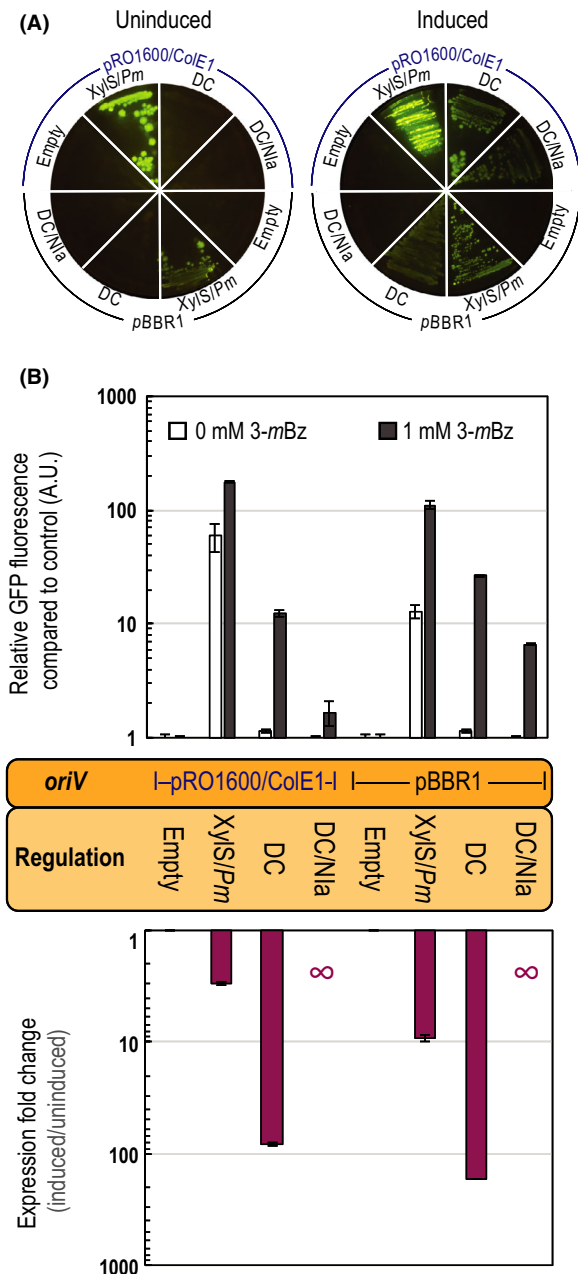 (A)
Uninduced
Induced
pRO1600/ColE1
XylS/Pm
DC
DC/NIa
Empty
XylS/Pm
DC
DC/NIa
Empty
pBBR1
pRO1600/ColE1
XylS/Pm
DC
DC/NIa
Empty
XylS/Pm
DC
DC/NIa
Empty
pBBR1
(B)
Relative GFP fluorescence
compared to control (A.U.)
1000
100
10
1
0 mM 3-mBz
1 mM 3-mBz
oriV
pRO1600/ColE1
pBBR1
Regulation
Empty
XylS/Pm
DC
DC/NIa
Empty
XylS/Pm
DC
DC/NIa
Expression fold change
(induced/uninduced)
1
10
100
1000
∞
∞